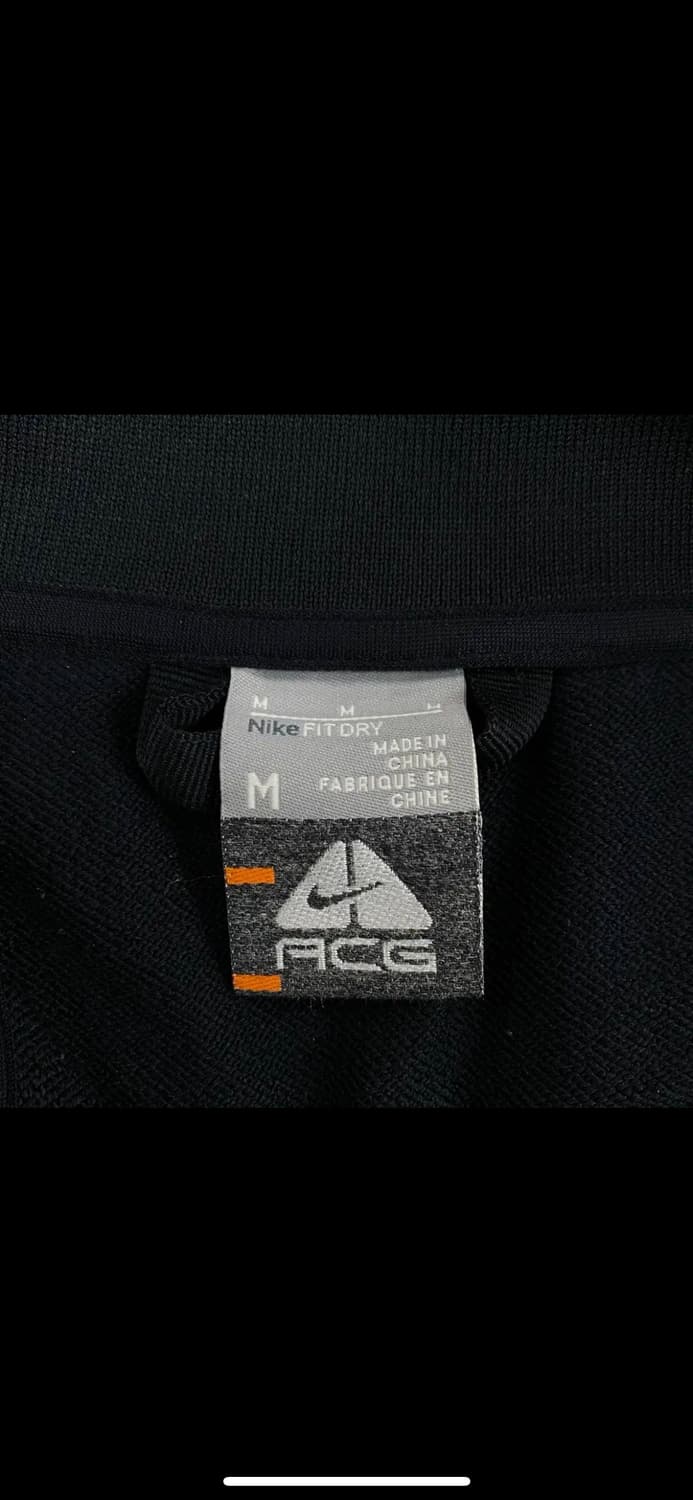 M M M
Nike FIT DRY
MADE IN
CHINA
M FABRIQUE EN
CHINE
ACG